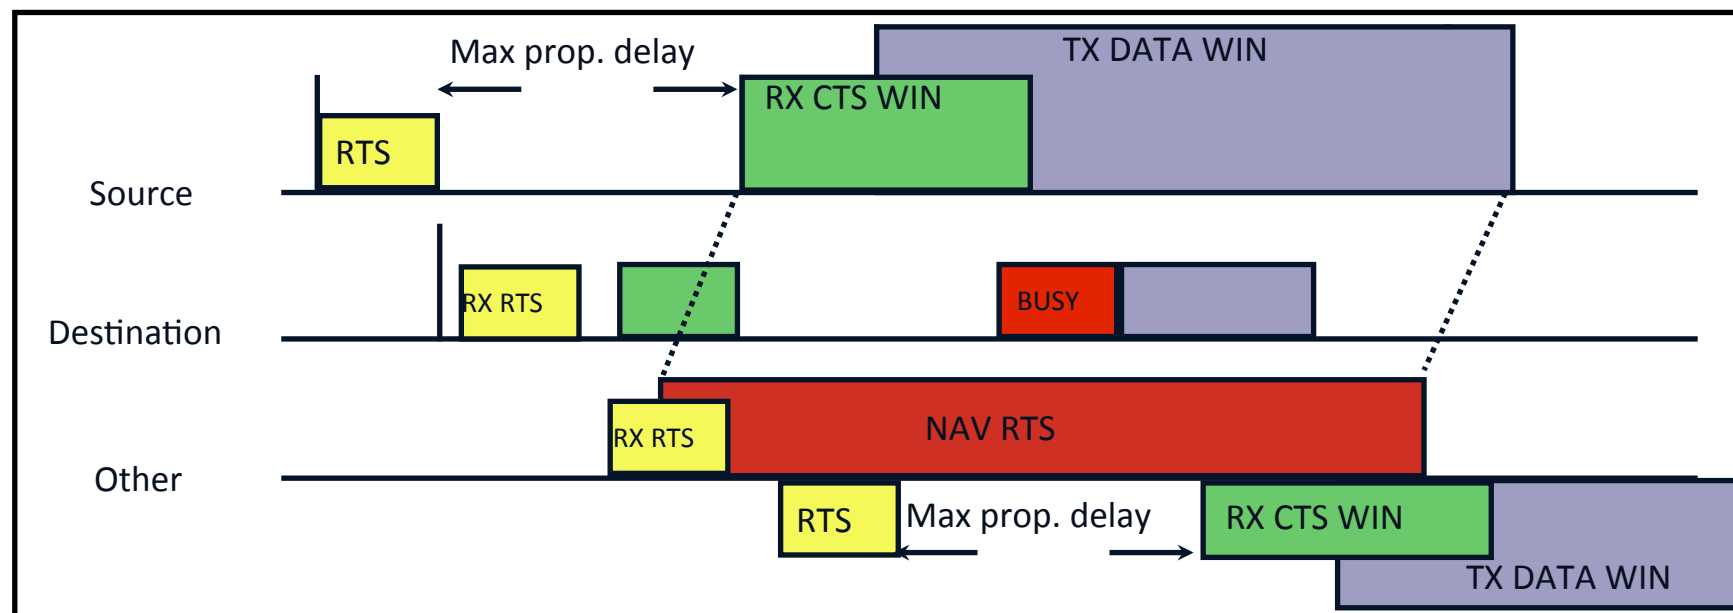 TX DATA WIN
Max prop. delay
RX CTS WIN
RTS
Source
RX RTS
BUSY
Destination
NAV RTS
RX RTS
Other
RTS
Max prop. delay
RX CTS WIN
TX DATA WIN